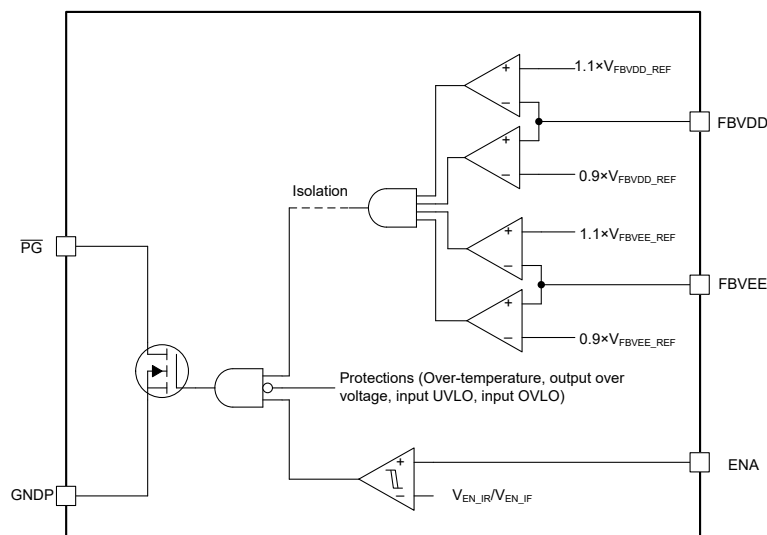 1.1×VFBVDD_REF
+
−
FBVDD
+
−
0.9×VFBVDD_REF
Isolation
+
1.1×VFBVEE_REF
−
PG
FBVEE
+
−
0.9×VFBVEE_REF
Protections (Over-temperature, output over
voltage, input UVLO, input OVLO)
+
ENA
−
VEN_IR/VEN_IF
GNDP